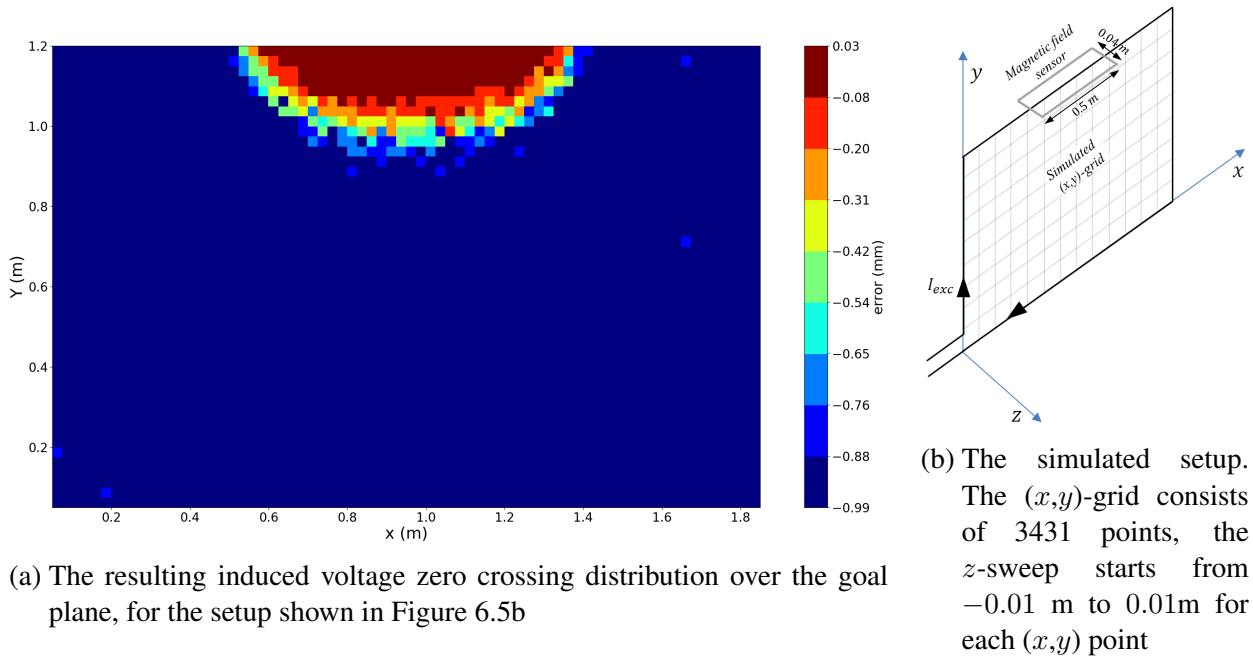 1.2
1.0
0.8
0.6
0.4
0.2
Y (m)
0.2 0.4 0.6 0.8 1.0 1.2 1.4 1.6 1.8
x (m)
0.03
−0.08
−0.20
−0.31
−0.42
−0.54
−0.65
−0.76
−0.88
−0.99
error (mm)
(a) The resulting induced voltage zero crossing distribution over the goal
plane, for the setup shown in Figure 6.5b
y
Magnetic field
sensor
0.04 m
0.5 m
Simulated
(x,y)-grid
x
I_exc
z
(b) The simulated setup.
The (x,y)-grid consists
of 3431 points, the
z-sweep starts from
−0.01 m to 0.01m for
each (x,y) point